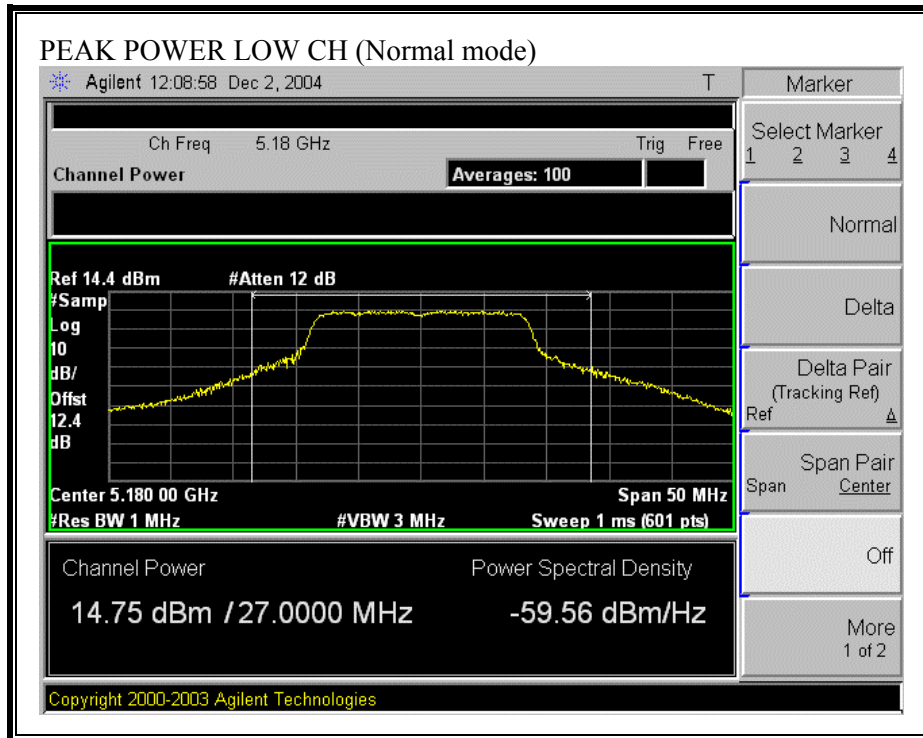 PEAK POWER LOW CH (Normal mode)
Agilent 12:08:58 Dec 2, 2004 T
Ch Freq 5.18 GHz Trig Free
Channel Power Averages: 100
Ref 14.4 dBm #Atten 12 dB
#Samp
Log
10
dB/
Offst
12.4
dB
Center 5.180 00 GHz Span 50 MHz
#Res BW 1 MHz #VBW 3 MHz Sweep 1 ms (601 pts)
Channel Power Power Spectral Density
14.75 dBm / 27.0000 MHz -59.56 dBm/Hz
Copyright 2000-2003 Agilent Technologies
Marker
Select Marker
1 2 3 4
Normal
Delta
Delta Pair
(Tracking Ref)
Ref Δ
Span Pair
Span Center
Off
More
1 of 2